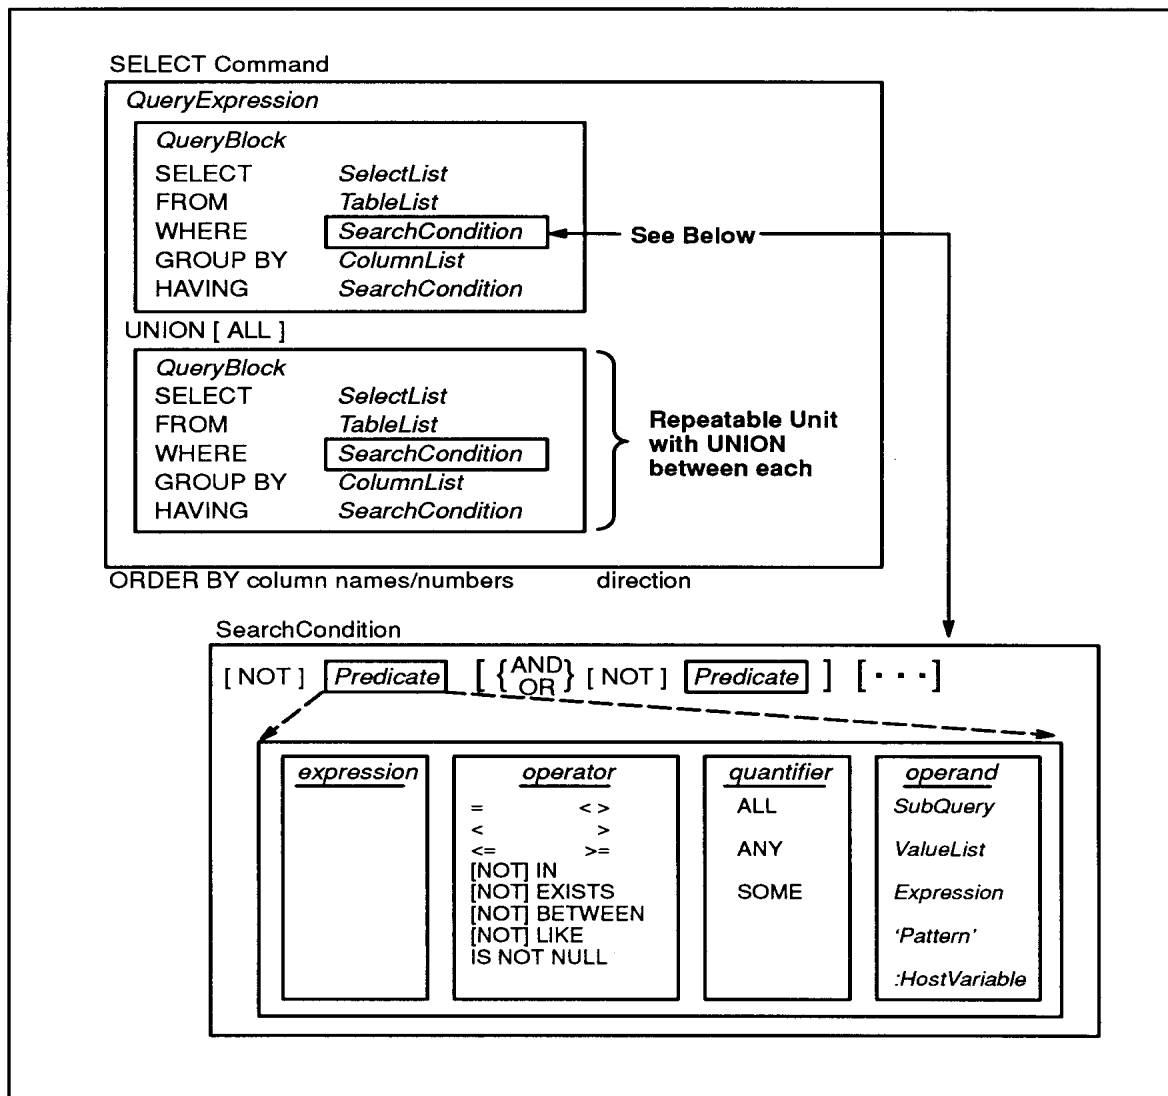 SELECT Command
QueryExpression
QueryBlock
SELECT SelectList
FROM TableList
WHERE SearchCondition See Below
GROUP BY ColumnList
HAVING SearchCondition
UNION [ ALL ]
QueryBlock
SELECT SelectList
FROM TableList
WHERE SearchCondition
GROUP BY ColumnList
HAVING SearchCondition
Repeatable Unit
with UNION
between each
ORDER BY column names/numbers direction
SearchCondition
[ NOT ] Predicate [ { AND
OR } [ NOT ] Predicate ] [ · · · ]
expression
operator
= < >
< >
<= >=
[NOT] IN
[NOT] EXISTS
[NOT] BETWEEN
[NOT] LIKE
IS NOT NULL
quantifier
ALL
ANY
SOME
operand
SubQuery
ValueList
Expression
‘Pattern’
:HostVariable